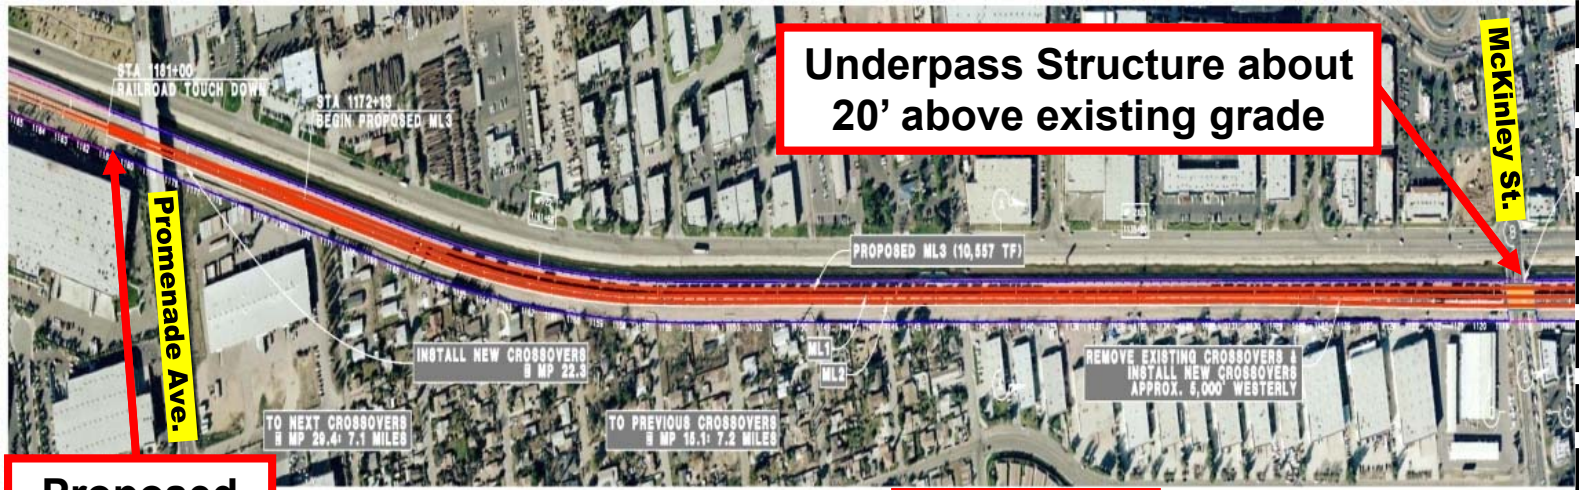 Underpass Structure about
20’ above existing grade
McKinley St.
STA 1181+00
RAILROAD TOUCH DOWN
STA 1172+13
BEGIN PROPOSED ML3
Promenade Ave.
PROPOSED ML3 (10,557 TF)
INSTALL NEW CROSSOVERS
@ MP 22.3
ML1
ML2
REMOVE EXISTING CROSSOVERS &
INSTALL NEW CROSSOVERS
APPROX. 5,000' WESTERLY
TO NEXT CROSSOVERS
@ MP 29.4: 7.1 MILES
TO PREVIOUS CROSSOVERS
@ MP 15.1: 7.2 MILES
Proposed